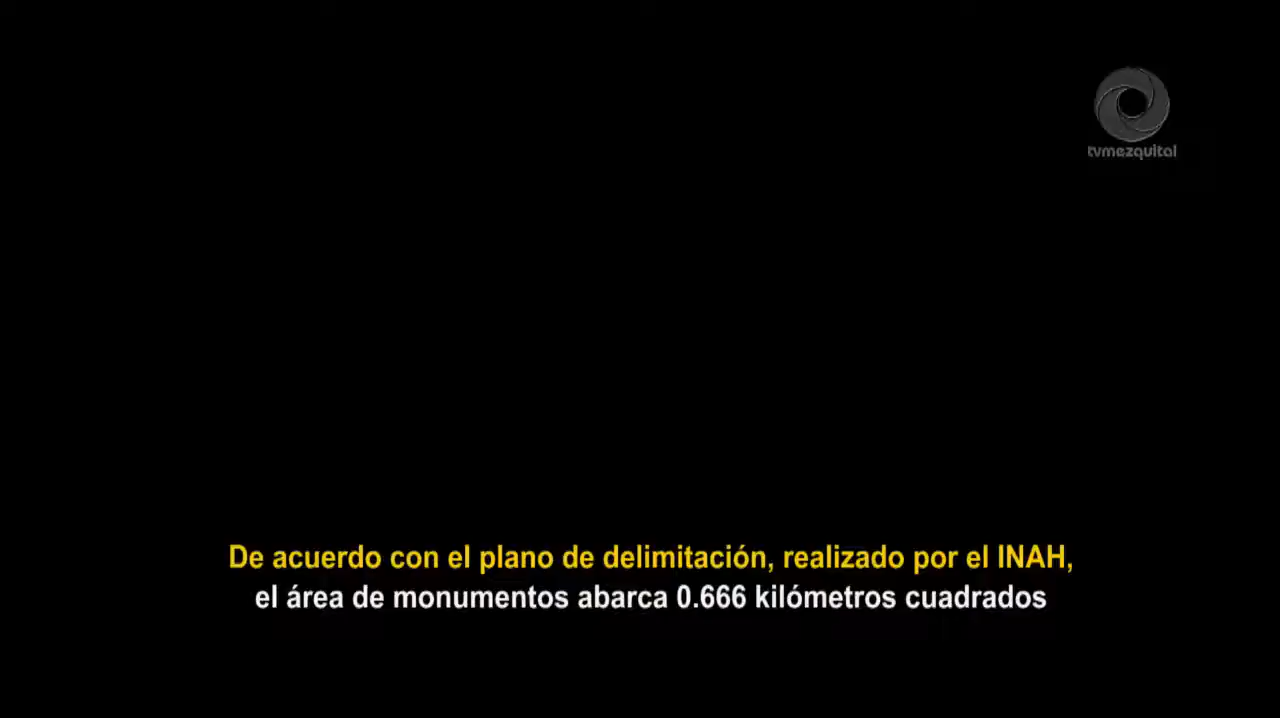 tvmezquital
De acuerdo con el plano de delimitación, realizado por el INAH,
el área de monumentos abarca 0.666 kilómetros cuadrados